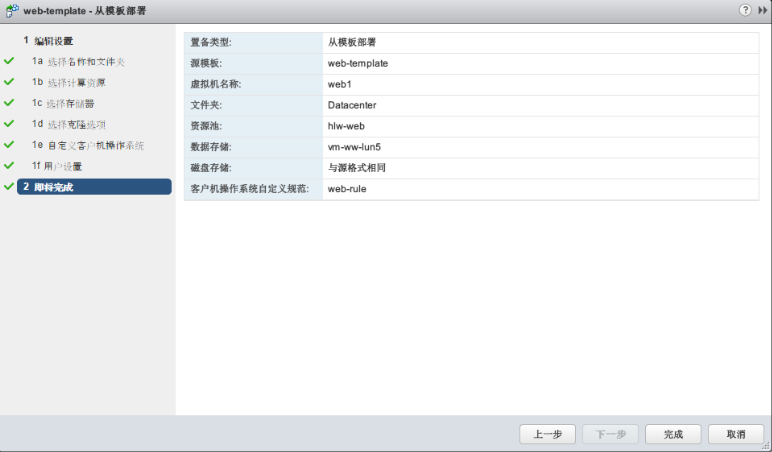 web-template - 从模板部署
1 编辑设置
1a 选择名称和文件夹
1b 选择计算资源
1c 选择存储器
1d 选择克隆选项
1e 自定义客户机操作系统
1f 用户设置
2 即将完成
置备类型: 从模板部署
源模板: web-template
虚拟机名称: web1
文件夹: Datacenter
资源池: hlw-web
数据存储: vm-ww-lun5
磁盘存储: 与源格式相同
客户机操作系统自定义规范: web-rule
上一步 下一步 完成 取消